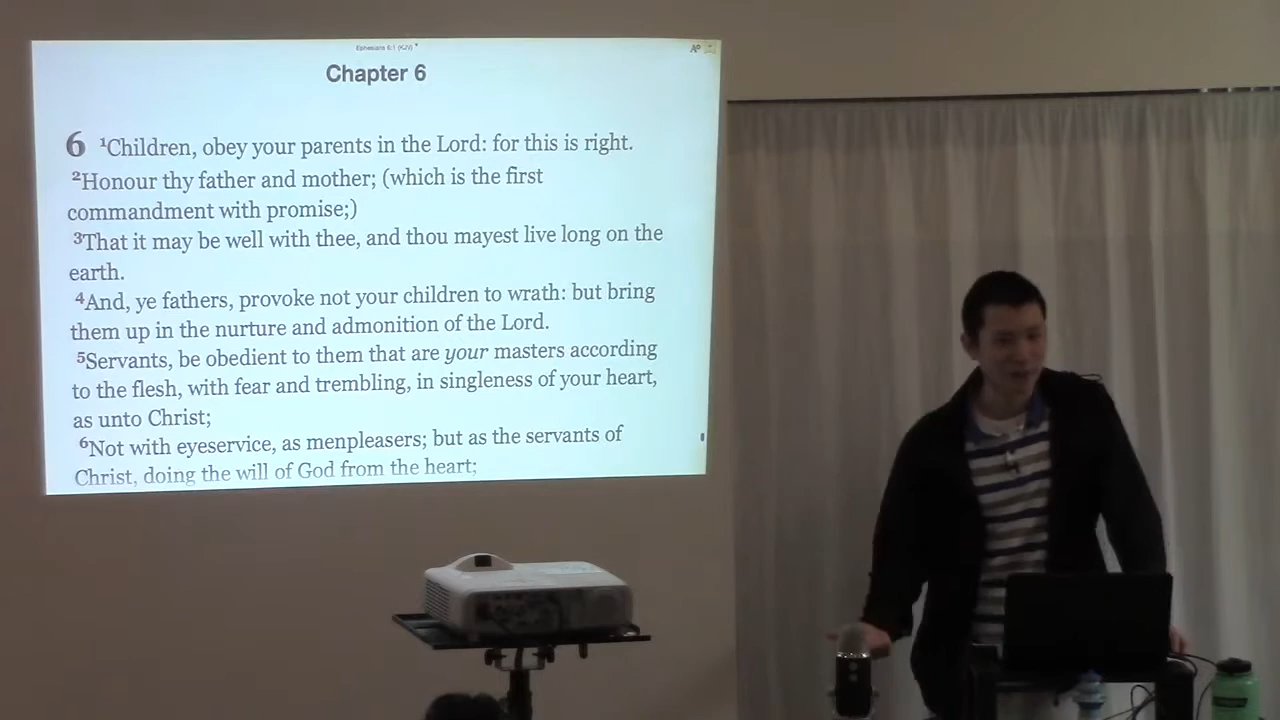 Ephesians 6:1 (KJV)
Chapter 6
6 1Children, obey your parents in the Lord: for this is right.
2Honour thy father and mother; (which is the first
commandment with promise;)
3That it may be well with thee, and thou mayest live long on the
earth.
4And, ye fathers, provoke not your children to wrath: but bring
them up in the nurture and admonition of the Lord.
5Servants, be obedient to them that are your masters according
to the flesh, with fear and trembling, in singleness of your heart,
as unto Christ;
6Not with eyeservice, as menpleasers; but as the servants of
Christ, doing the will of God from the heart;